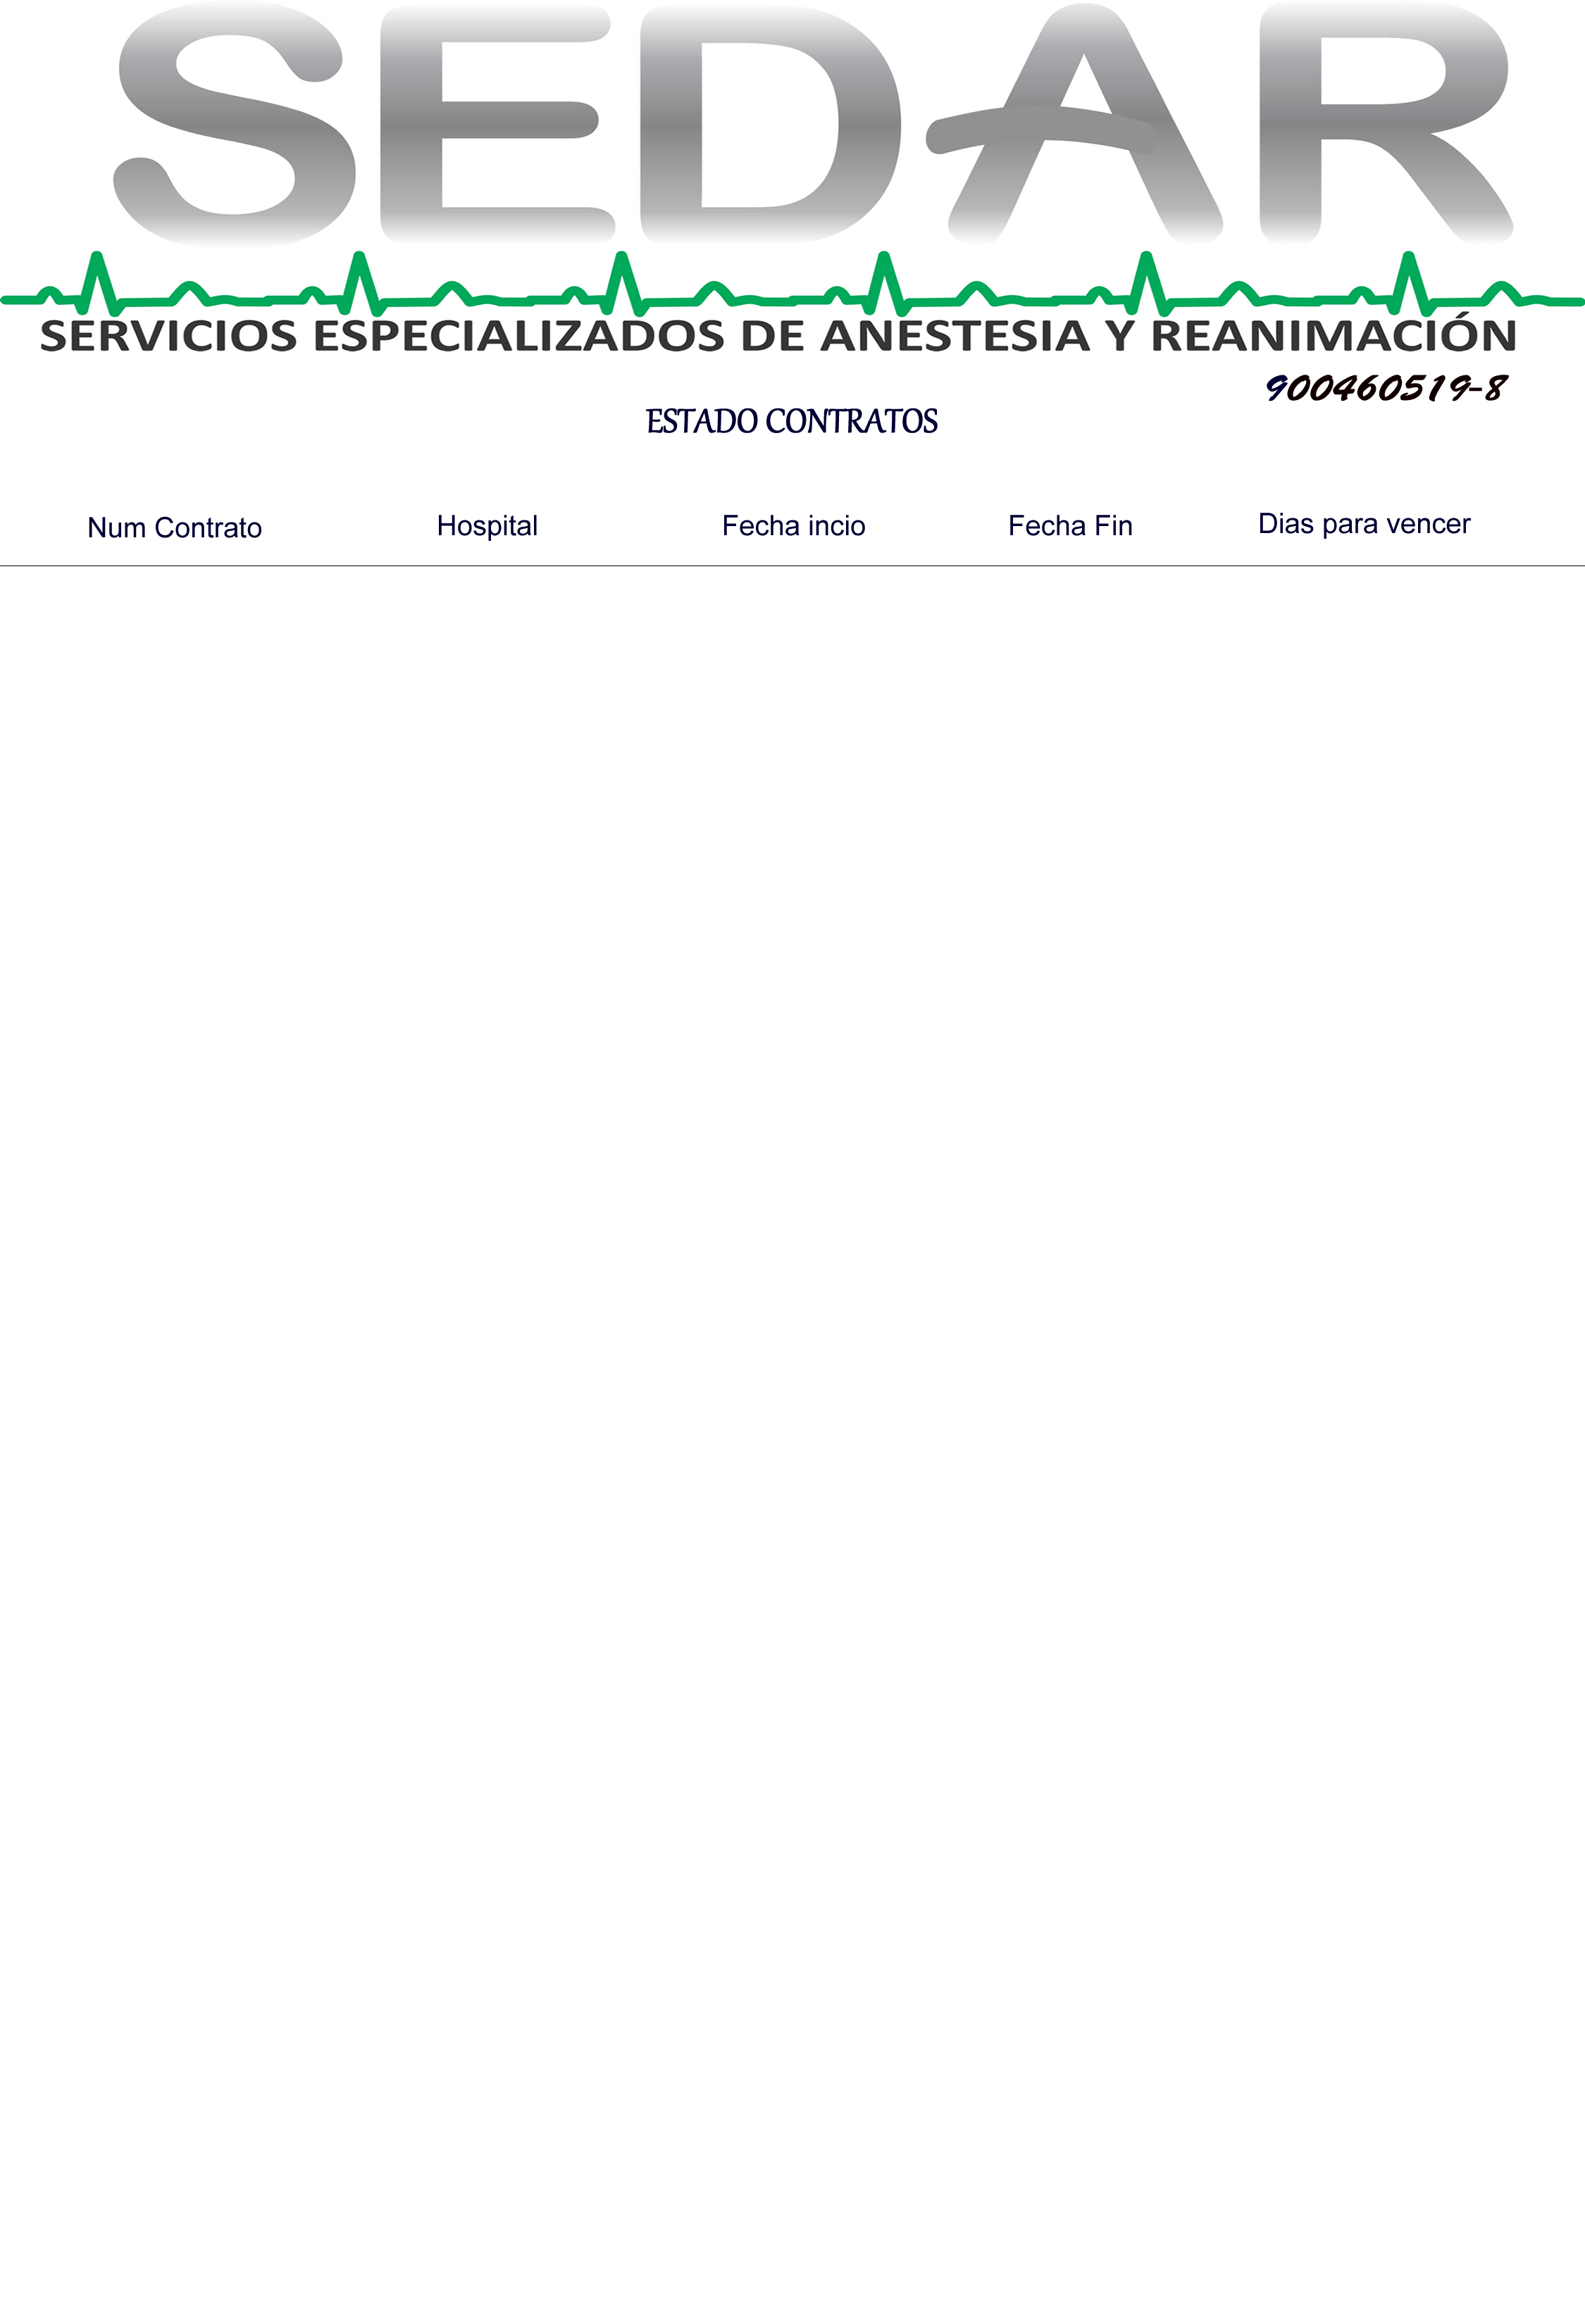 SEDAR
SERVICIOS ESPECIALIZADOS DE ANESTESIA Y REANIMACIÓN
900460519-8
ESTADO CONTRATOS
Num Contrato Hospital Fecha incio Fecha Fin Dias para vencer